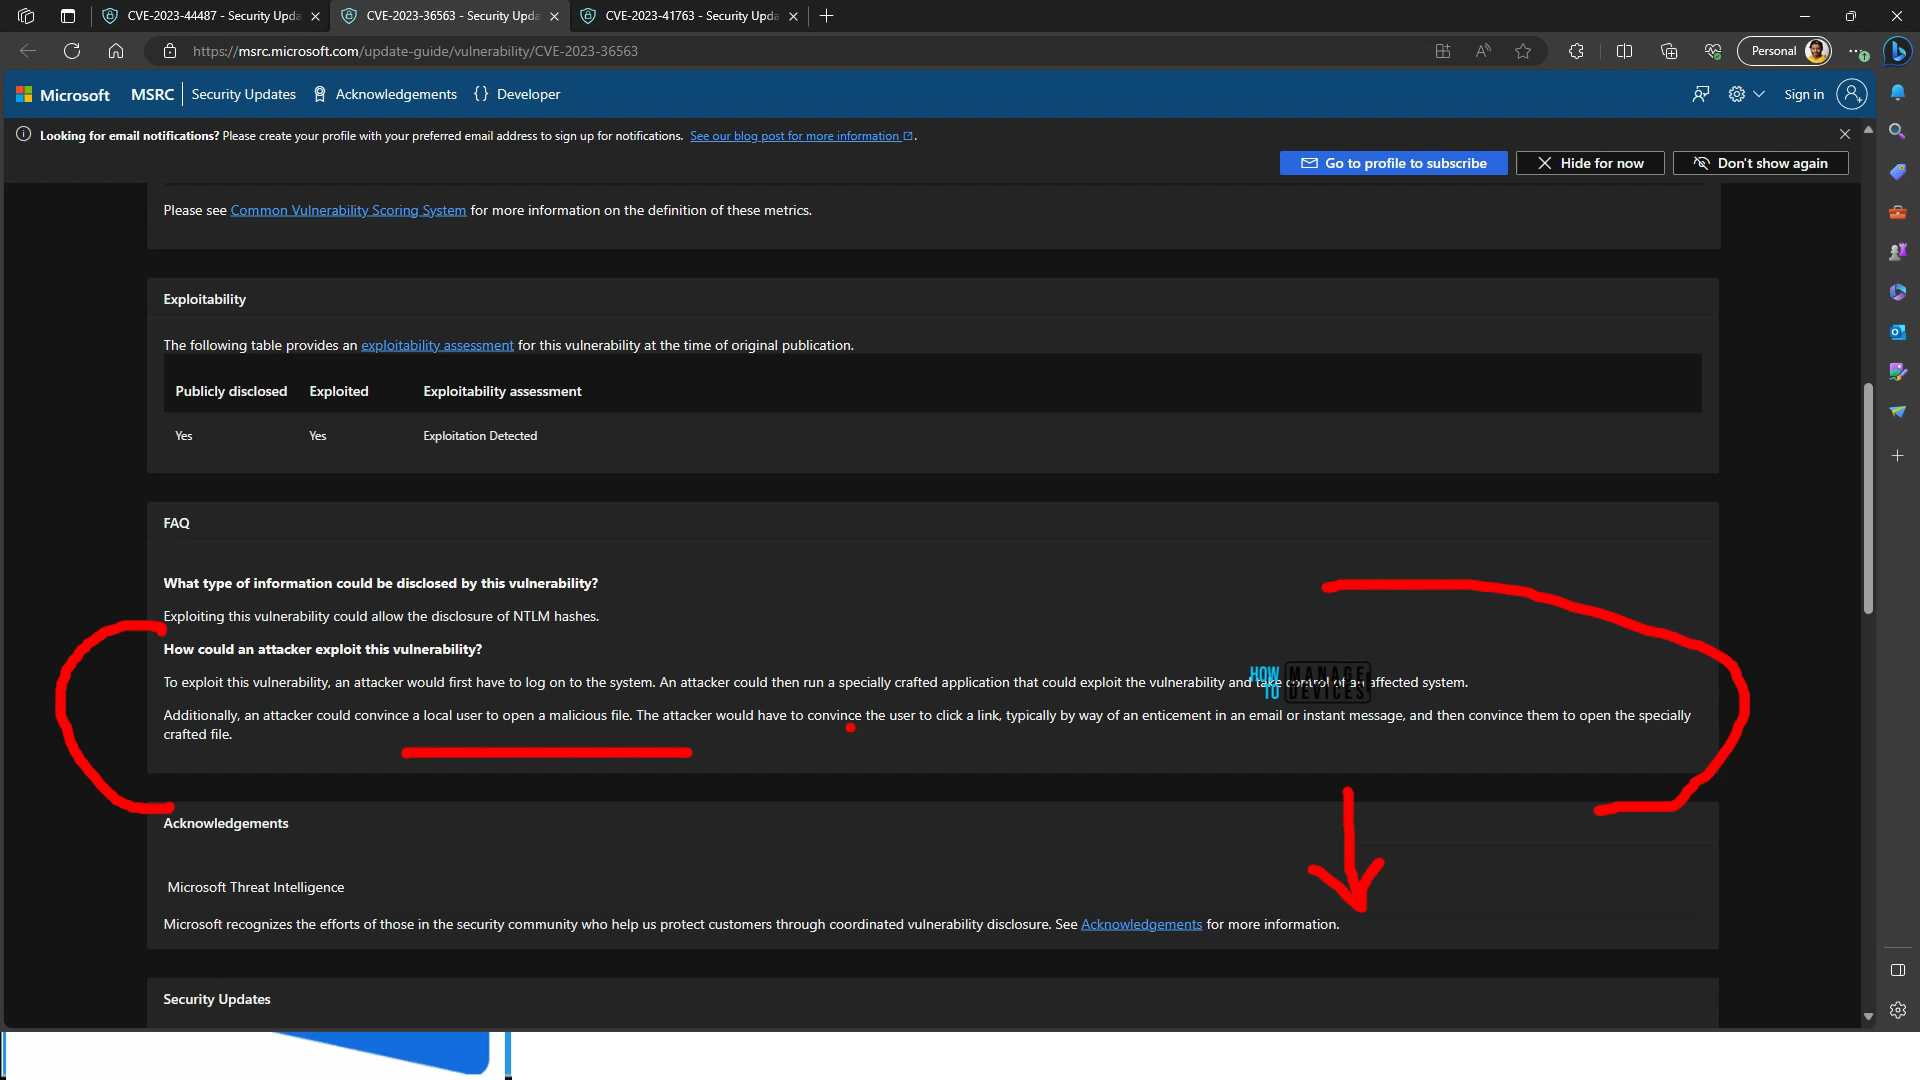 CVE-2023-44487 - Security Upda
CVE-2023-36563 - Security Upda
CVE-2023-41763 - Security Upda
https://msrc.microsoft.com/update-guide/vulnerability/CVE-2023-36563
Personal
Microsoft
MSRC
Security Updates
Acknowledgements
Developer
Sign in
Looking for email notifications? Please create your profile with your preferred email address to sign up for notifications. See our blog post for more information.
Go to profile to subscribe
Hide for now
Don't show again
Please see Common Vulnerability Scoring System for more information on the definition of these metrics.
Exploitability
The following table provides an exploitability assessment for this vulnerability at the time of original publication.
Publicly disclosed Exploited Exploitability assessment
Yes Yes Exploitation Detected
FAQ
What type of information could be disclosed by this vulnerability?
Exploiting this vulnerability could allow the disclosure of NTLM hashes.
How could an attacker exploit this vulnerability?
To exploit this vulnerability, an attacker would first have to log on to the system. An attacker could then run a specially crafted application that could exploit the vulnerability and take control of an affected system.
HOW TO MANAGE DEVICES
Additionally, an attacker could convince a local user to open a malicious file. The attacker would have to convince the user to click a link, typically by way of an enticement in an email or instant message, and then convince them to open the specially
crafted file.
Acknowledgements
Microsoft Threat Intelligence
Microsoft recognizes the efforts of those in the security community who help us protect customers through coordinated vulnerability disclosure. See Acknowledgements for more information.
Security Updates